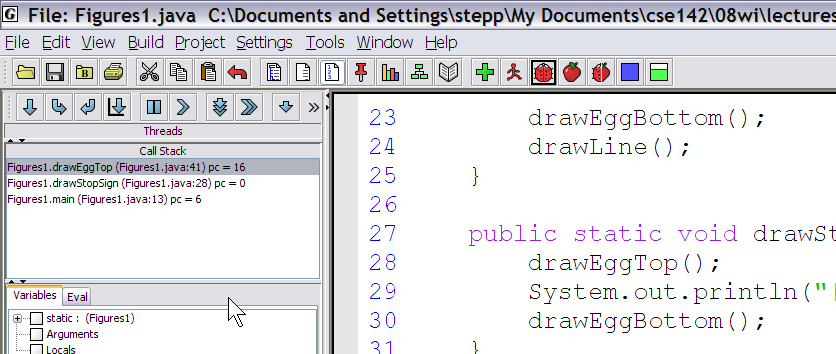 File: Figures1.java C:\Documents and Settings\stepp\My Documents\cse142\08wi\lectures
File Edit View Build Project Settings Tools Window Help
Threads
Call Stack
Figures1.drawEggTop (Figures1.java:41) pc = 16
Figures1.drawStopSign (Figures1.java:28) pc = 0
Figures1.main (Figures1.java:13) pc = 6
Variables Eval
static : (Figures1)
Arguments
Locals
23 drawEggBottom();
24 drawLine();
25 }
26
27 public static void drawSt
28 drawEggTop();
29 System.out.println("|
30 drawEggBottom();
31 }